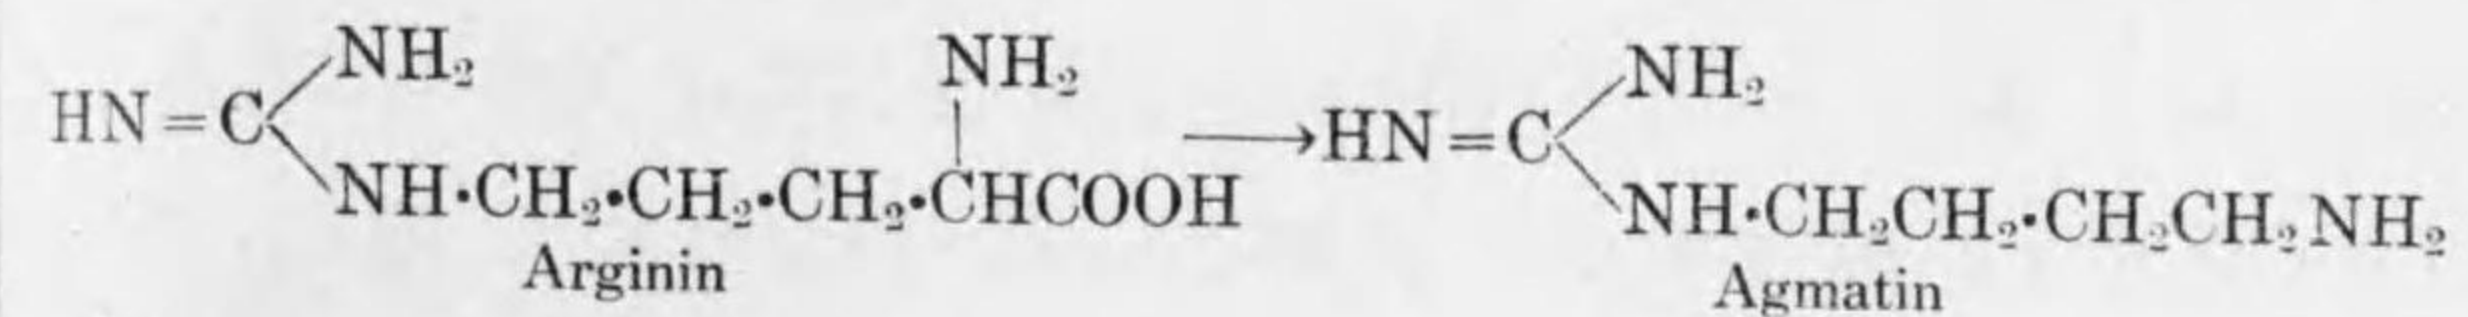 NH₂ NH₂ NH₂
HN=C →HN=C
NH·CH₂·CH₂·CH₂·CHCOOH NH·CH₂CH₂·CH₂CH₂NH₂
Arginin Agmatin